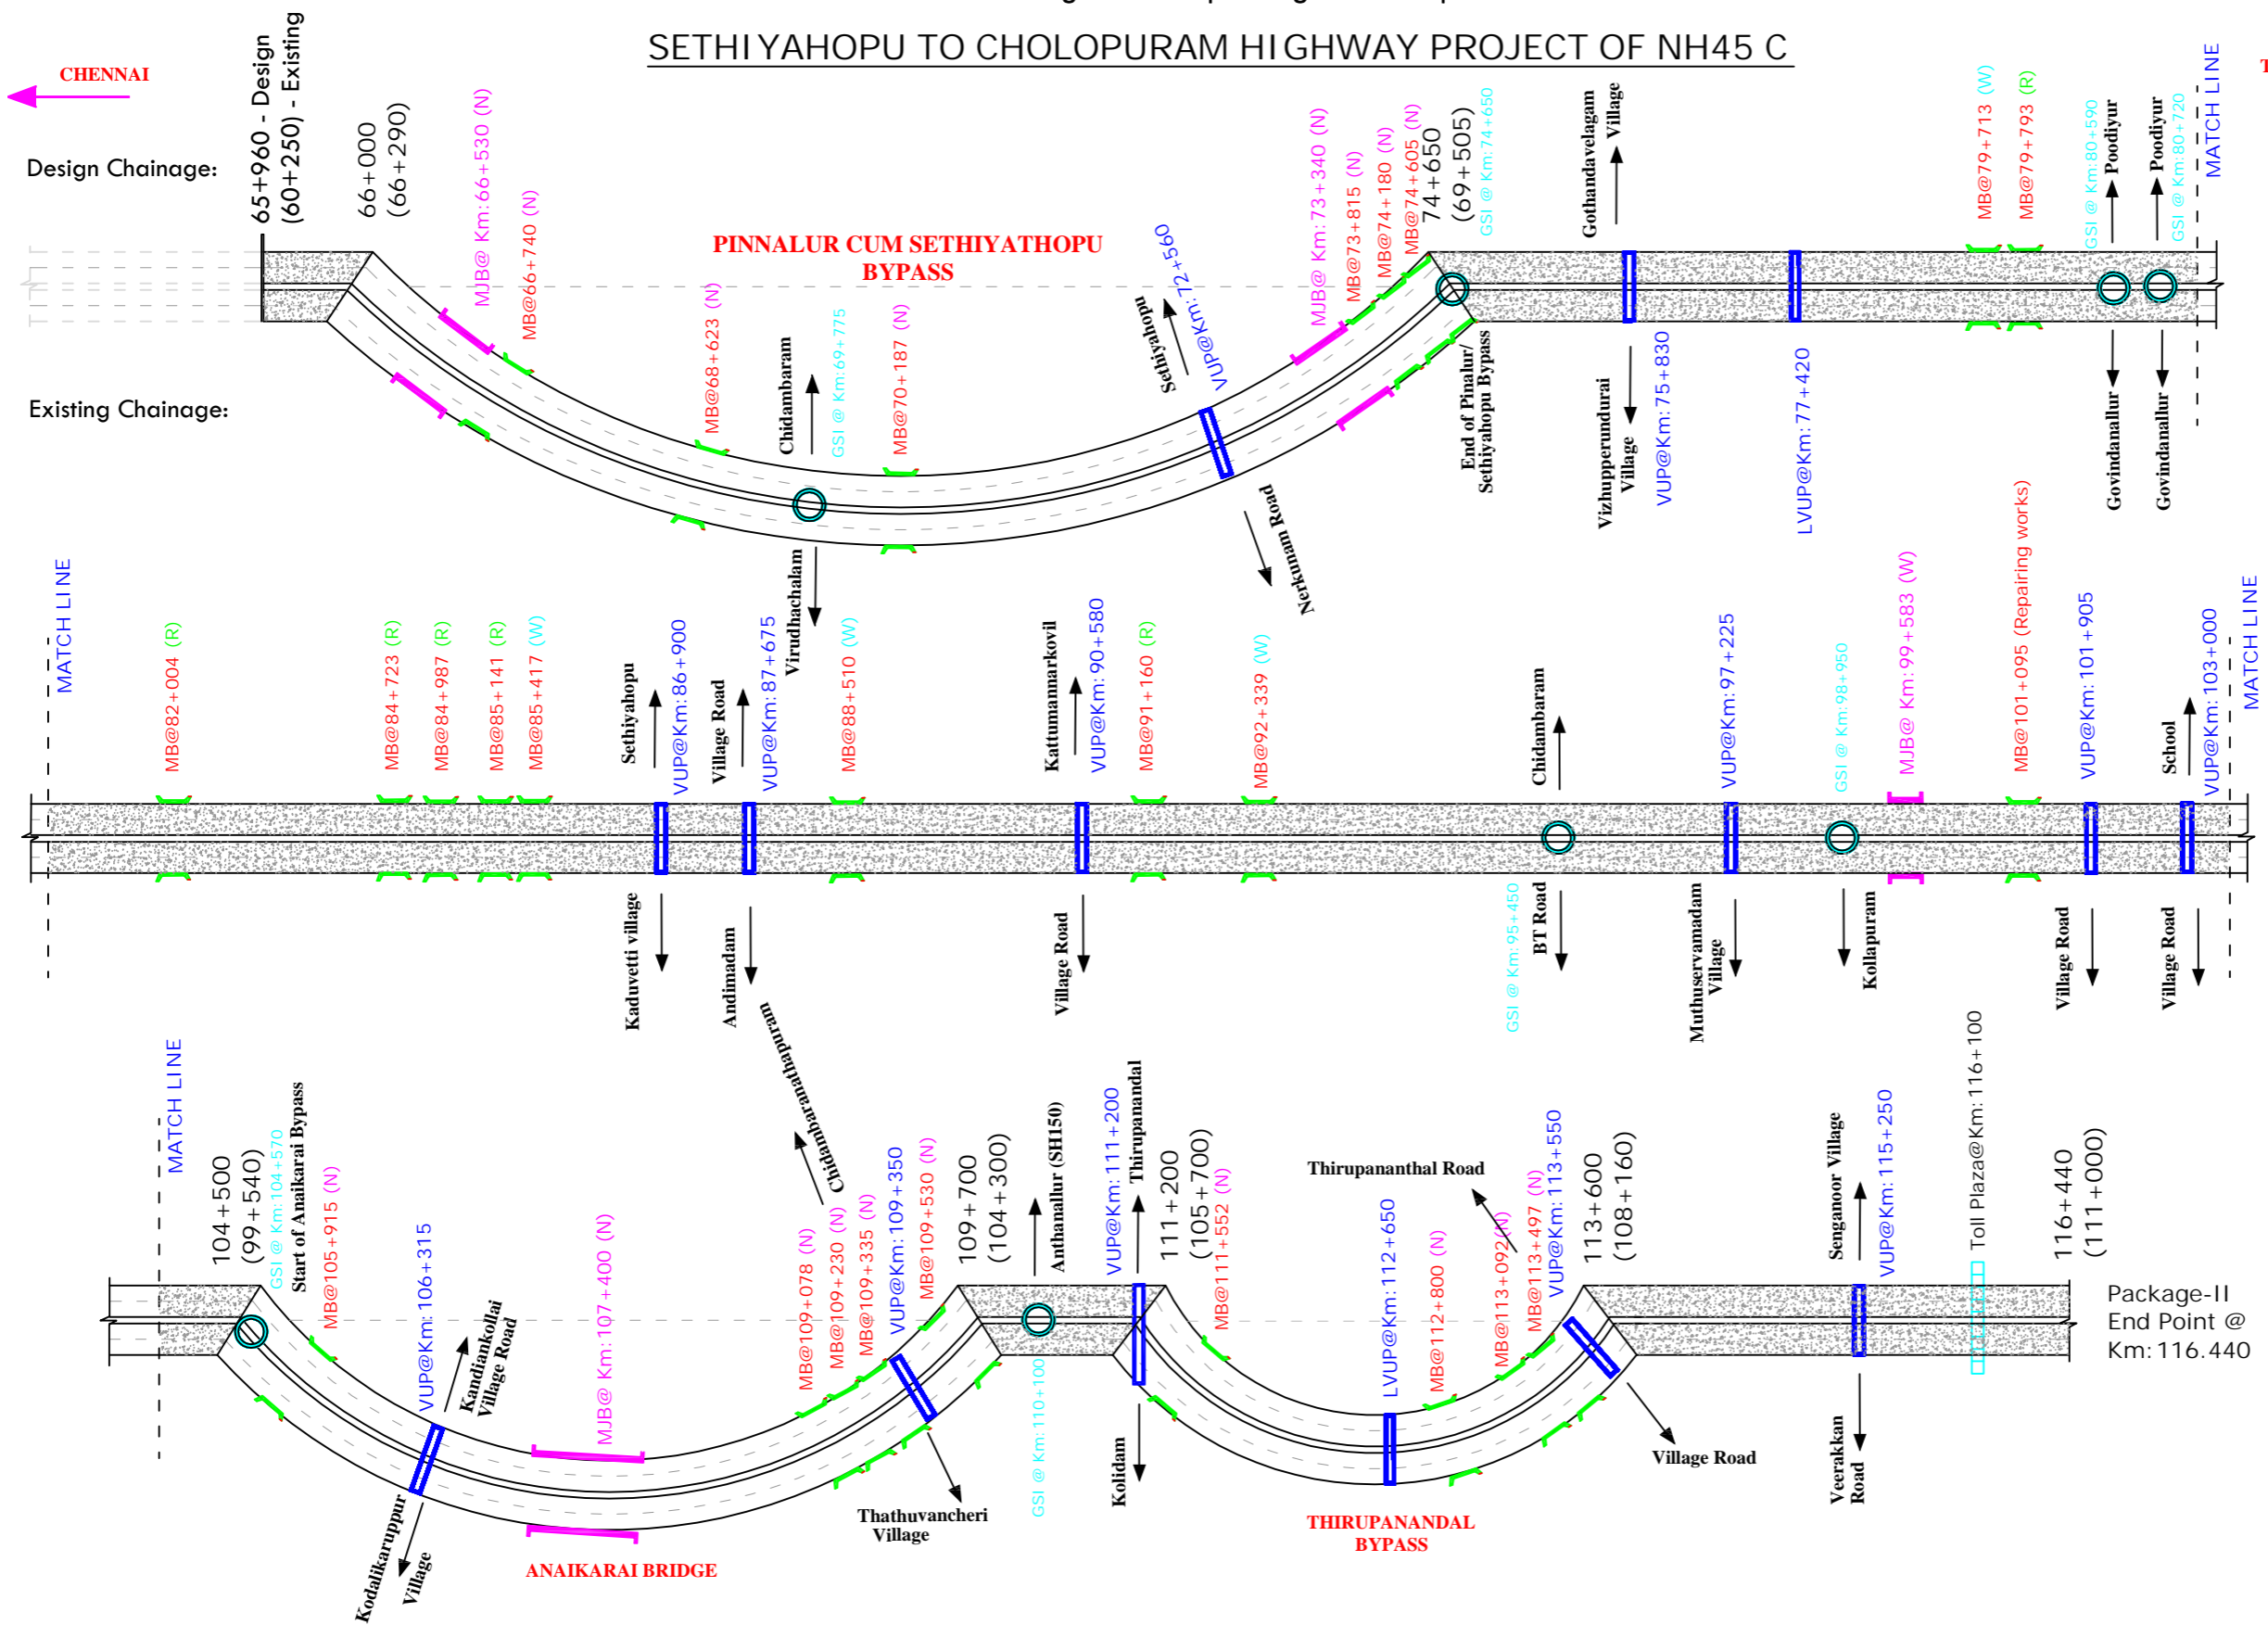 SETHIYAHOPU TO CHOLOPURAM HIGHWAY PROJECT OF NH45 C
CHENNAI
Design Chainage:
Existing Chainage:
65+960 - Design
(60+250) - Existing
66+000
(66+290)
MJB@ Km:66+530 (N)
MB@66+740 (N)
PINNALUR CUM SETHIYATHOPU
BYPASS
MB@68+623 (N)
Chidambaram
GSI @ Km:69+775
Virudhachalam
MB@70+187 (N)
Sethiyahopu
VUP@Km:72+560
Nerkunam Road
MJB@ Km:73+340 (N)
MB@73+815 (N)
MB@74+180 (N)
MB@74+605 (N)
74+650
(69+505)
GSI @ Km:74+650
End of Pinalur/
Sethiyahopu Bypass
Gothandavelagam
Village
Vizhupperundurai
Village
VUP@Km:75+830
LVUP@Km:77+420
MB@79+713 (W)
MB@79+793 (R)
GSI @ Km:80+590
Poodiyur
Govindanallur
Poodiyur
GSI @ Km:80+720
Govindanallur
MATCH LINE
MATCH LINE
MB@82+004 (R)
MB@84+723 (R)
MB@84+987 (R)
MB@85+141 (R)
MB@85+417 (W)
Sethiyahopu
VUP@Km:86+900
Kaduvetti village
Village Road
VUP@Km:87+675
Andimadam
MB@88+510 (W)
Kattumannarkovil
VUP@Km:90+580
Village Road
MB@91+160 (R)
MB@92+339 (W)
Chidambaram
GSI @ Km:95+450
BT Road
VUP@Km:97+225
Muthuservamadam
Village
GSI @ Km:98+950
Kollapuram
MJB@ Km:99+583 (W)
MB@101+095 (Repairing works)
VUP@Km:101+905
Village Road
School
VUP@Km:103+000
Village Road
MATCH LINE
MATCH LINE
104+500
(99+540)
GSI @ Km:104+570
Start of Anaikarai Bypass
MB@105+915 (N)
VUP@Km:106+315
Kandiankollai
Village Road
Kodalikaruppur
Village
MJB@ Km:107+400 (N)
ANAIKARAI BRIDGE
MB@109+078 (N)
MB@109+230 (N)
MB@109+335 (N)
Chidambaranathapuram
VUP@Km:109+350
Thathuvancheri
Village
MB@109+530 (N)
109+700
(104+300)
Anthanallur (SH150)
GSI @ Km:110+100
VUP@Km:111+200
Thirupanandal
Kolidam
111+200
(105+700)
MB@111+552 (N)
THIRUPANANDAL
BYPASS
LVUP@Km:112+650
MB@112+800 (N)
MB@113+092(N)
Thirupananthal Road
MB@113+497 (N)
VUP@Km:113+550
Village Road
113+600
(108+160)
Senganoor Village
VUP@Km:115+250
Veerakkan
Road
Toll Plaza@Km:116+100
116+440
(111+000)
Package-II
End Point @
Km:116.440